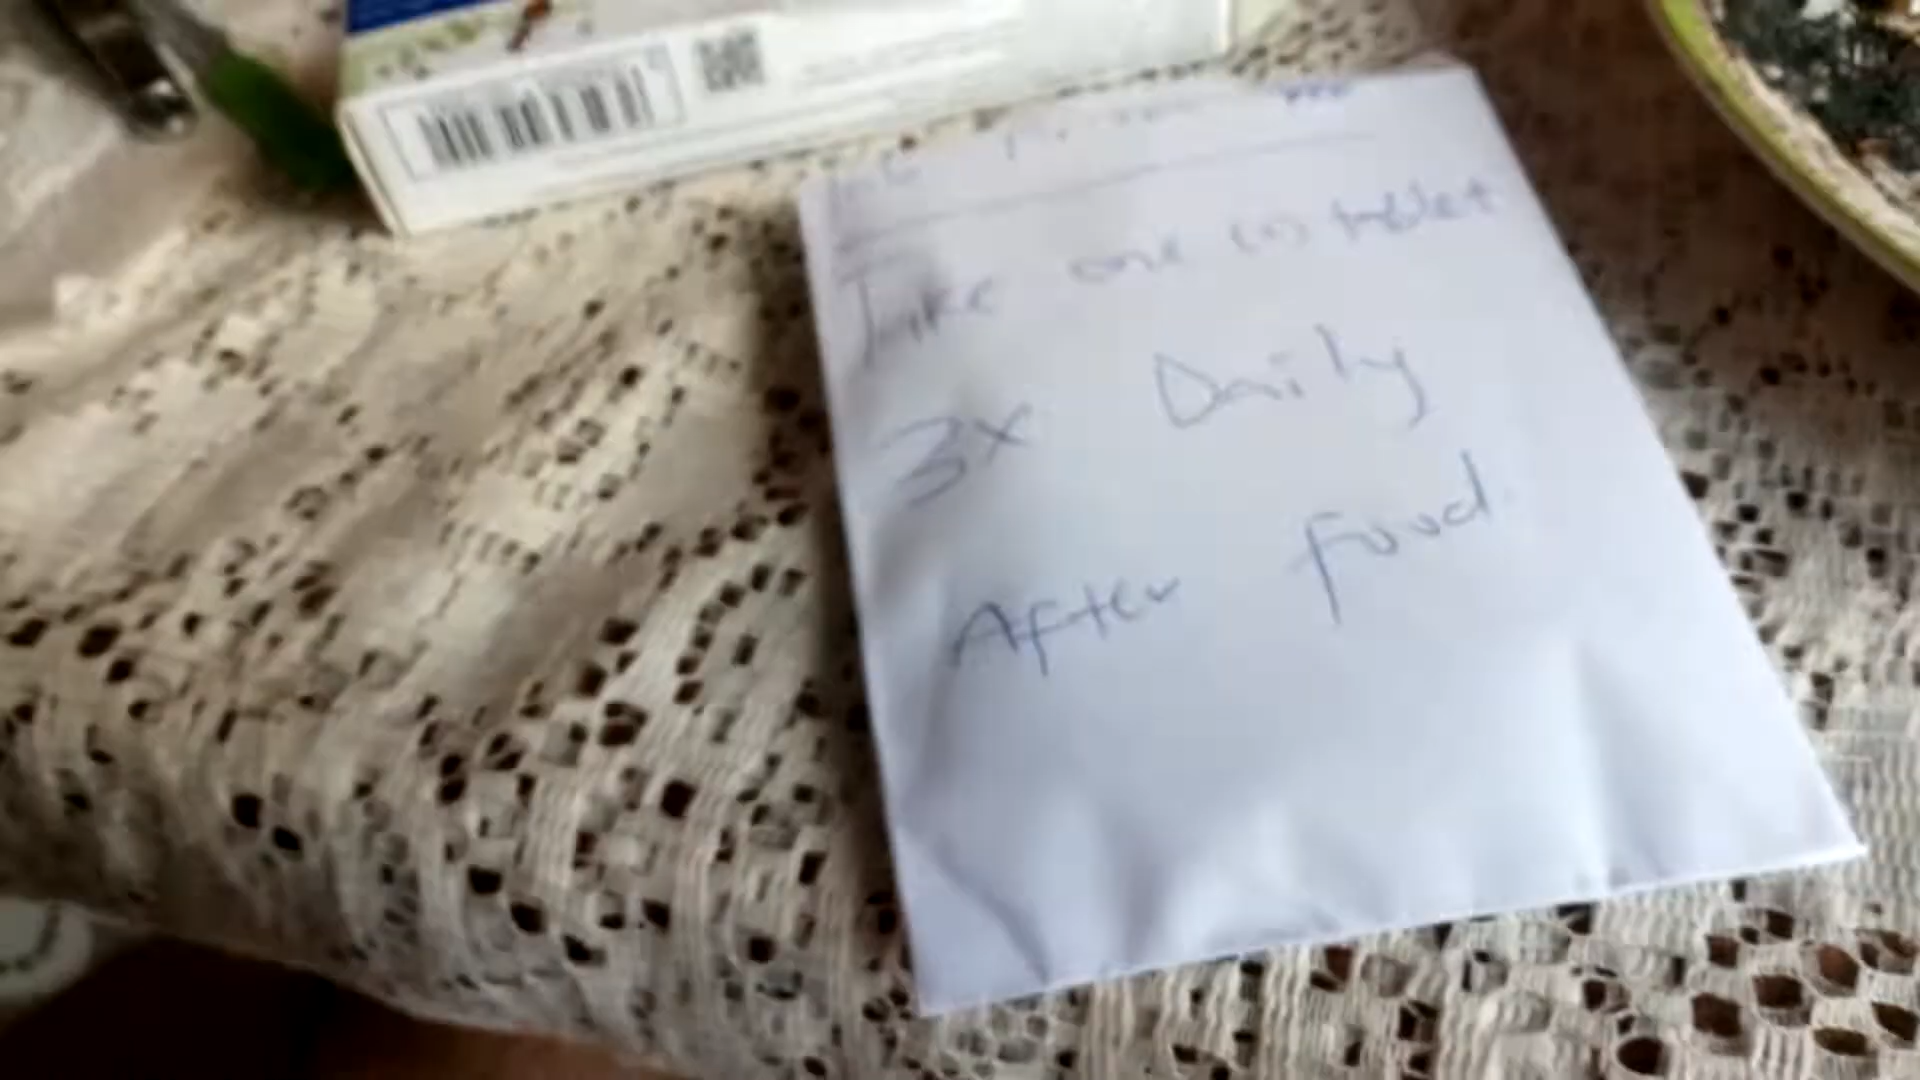 Take one (1) tablet
3x Daily
After food